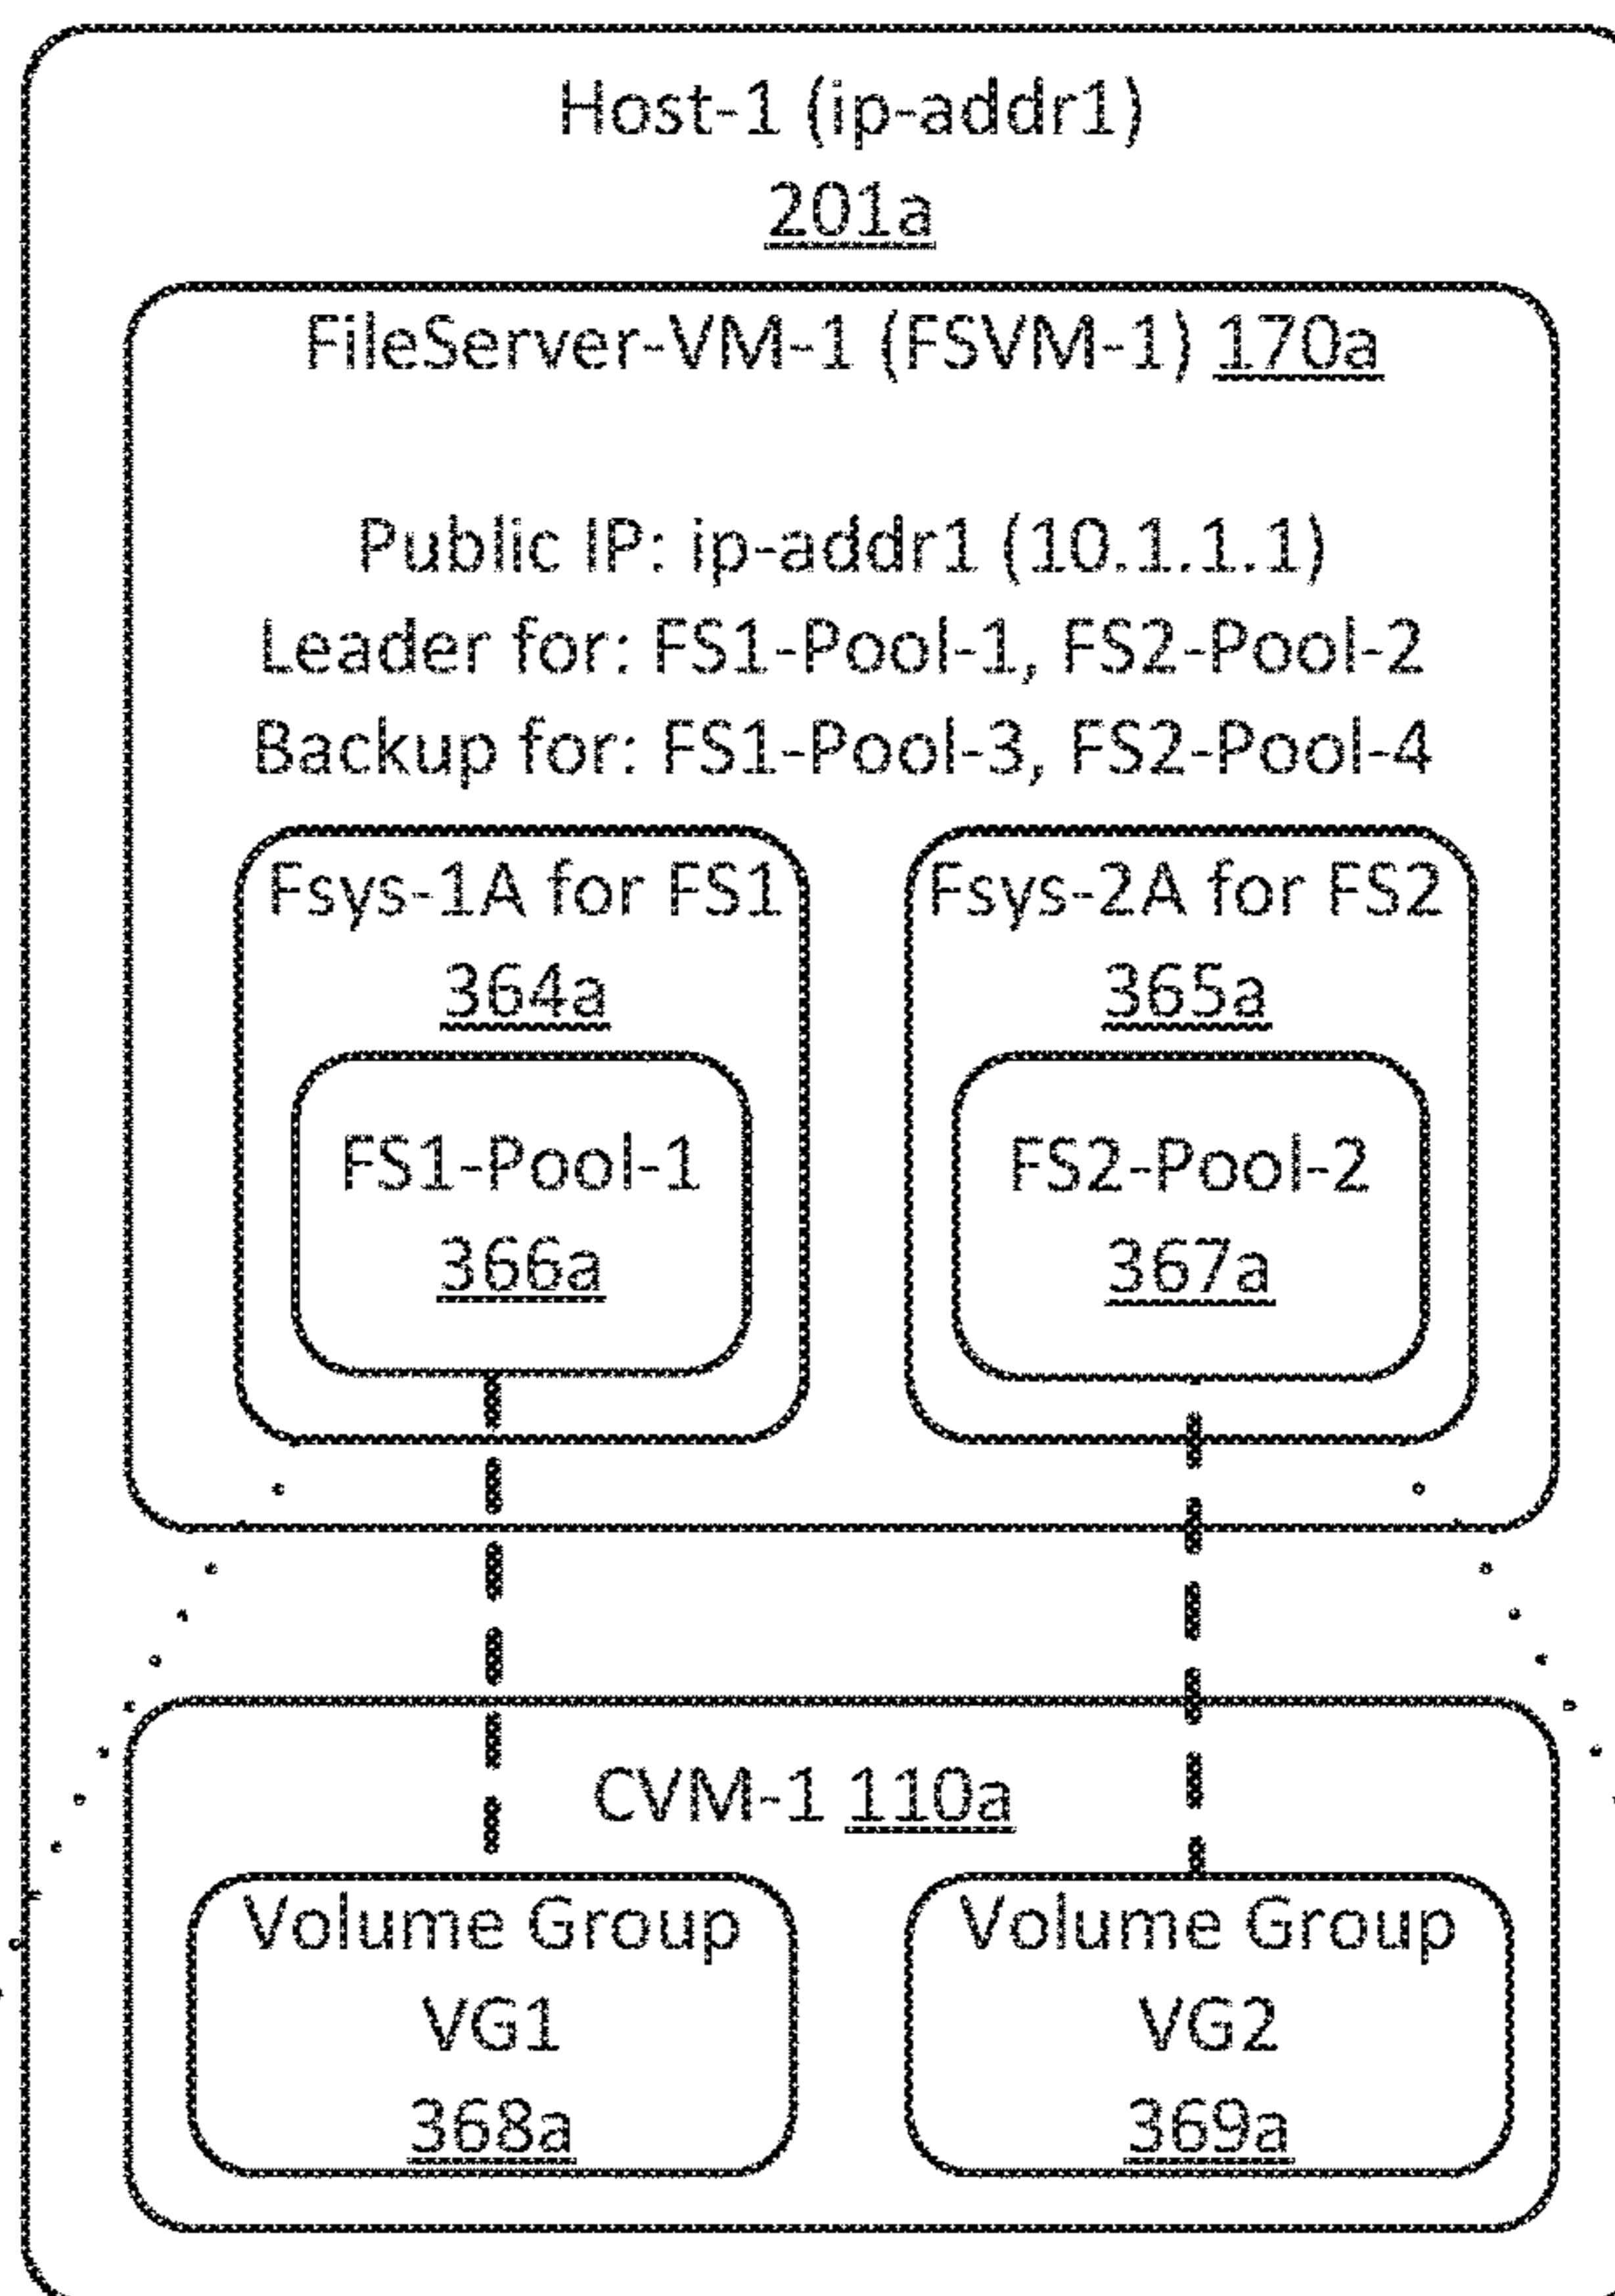 Host-1 (ip-addr1)
201a
FileServer-VM-1 (FSVM-1) 170a
Public IP: ip-addr1 (10.1.1.1)
Leader for: FS1-Pool-1, FS2-Pool-2
Backup for: FS1-Pool-3, FS2-Pool-4
Fsys-1A for FS1
364a
FS1-Pool-1
366a
Fsys-2A for FS2
365a
FS2-Pool-2
367a
CVM-1 110a
Volume Group
VG1
368a
Volume Group
VG2
369a